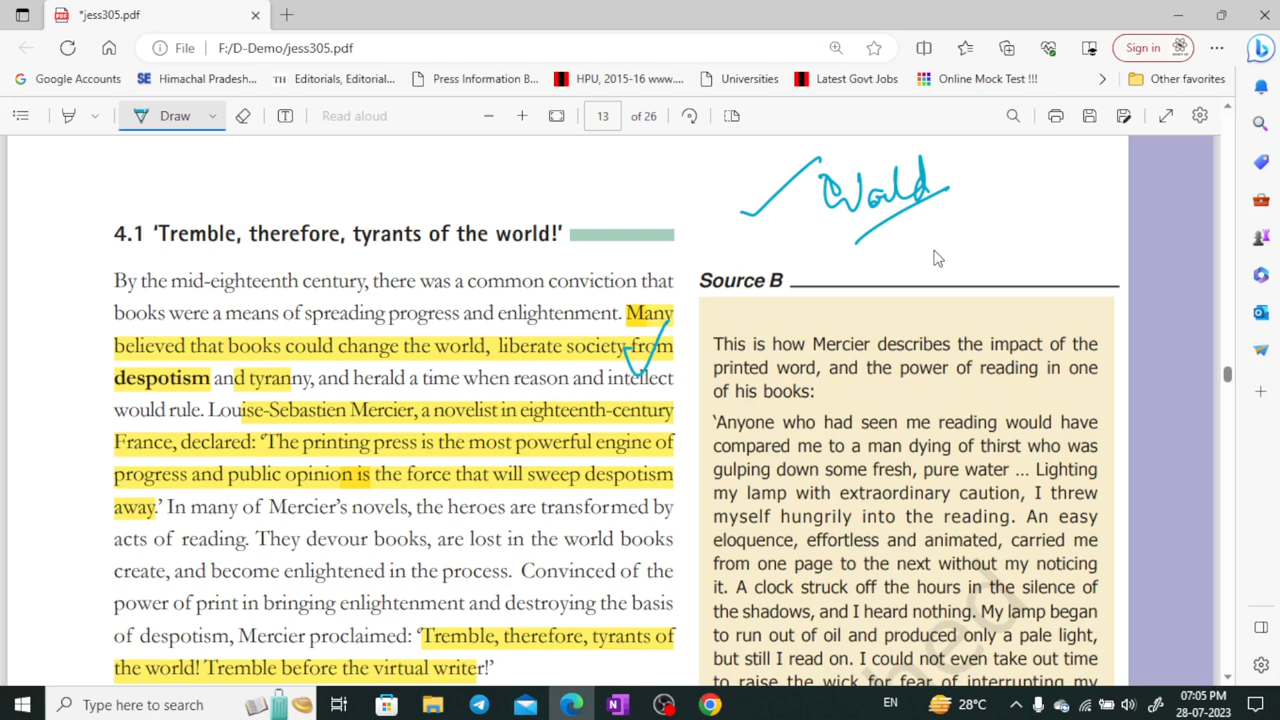 *jess305.pdf
File F:/D-Demo/jess305.pdf Sign in
Google Accounts SE Himachal Pradesh... TH Editorials, Editorial... Press Information B... HPU, 2015-16 www.... Universities Latest Govt Jobs Online Mock Test !!! Other favorites
Draw Read aloud 13 of 26
World
4.1 ‘Tremble, therefore, tyrants of the world!’
By the mid-eighteenth century, there was a common conviction that
books were a means of spreading progress and enlightenment. Many
believed that books could change the world, liberate society from
despotism and tyranny, and herald a time when reason and intellect
would rule. Louise-Sebastien Mercier, a novelist in eighteenth-century
France, declared: ‘The printing press is the most powerful engine of
progress and public opinion is the force that will sweep despotism
away.’ In many of Mercier’s novels, the heroes are transformed by
acts of reading. They devour books, are lost in the world books
create, and become enlightened in the process. Convinced of the
power of print in bringing enlightenment and destroying the basis
of despotism, Mercier proclaimed: ‘Tremble, therefore, tyrants of
the world! Tremble before the virtual writer!’
Source B
This is how Mercier describes the impact of the
printed word, and the power of reading in one
of his books:
‘Anyone who had seen me reading would have
compared me to a man dying of thirst who was
gulping down some fresh, pure water ... Lighting
my lamp with extraordinary caution, I threw
myself hungrily into the reading. An easy
eloquence, effortless and animated, carried me
from one page to the next without my noticing
it. A clock struck off the hours in the silence of
the shadows, and I heard nothing. My lamp began
to run out of oil and produced only a pale light,
but still I read on. I could not even take out time
to raise the wick for fear of interrupting my
Type here to search 28°C EN 07:05 PM
28-07-2023